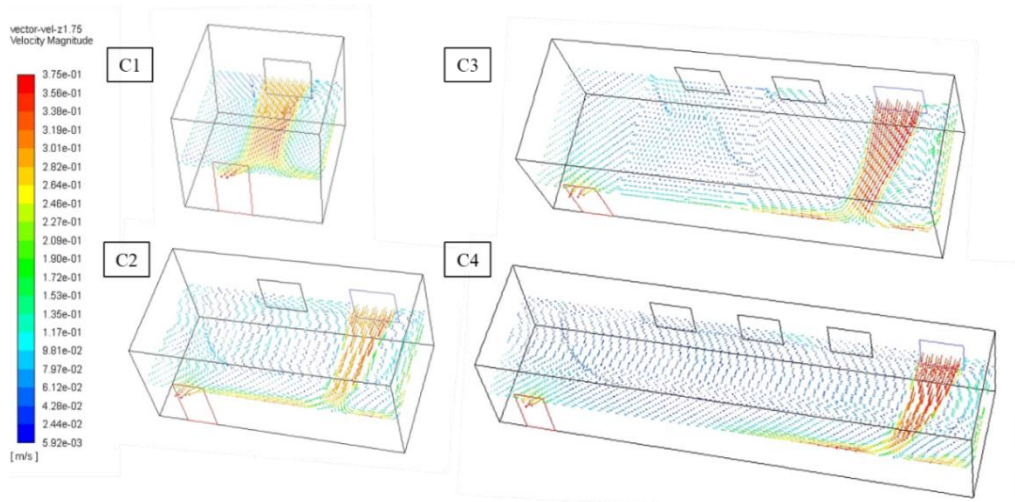 vector-vel-z1.75
Velocity Magnitude
3.75e-01
3.56e-01
3.38e-01
3.19e-01
3.01e-01
2.82e-01
2.64e-01
2.46e-01
2.27e-01
2.09e-01
1.90e-01
1.72e-01
1.53e-01
1.35e-01
1.17e-01
9.81e-02
7.97e-02
6.12e-02
4.28e-02
2.44e-02
5.92e-03
[ m/s ]
C1
C3
C2
C4